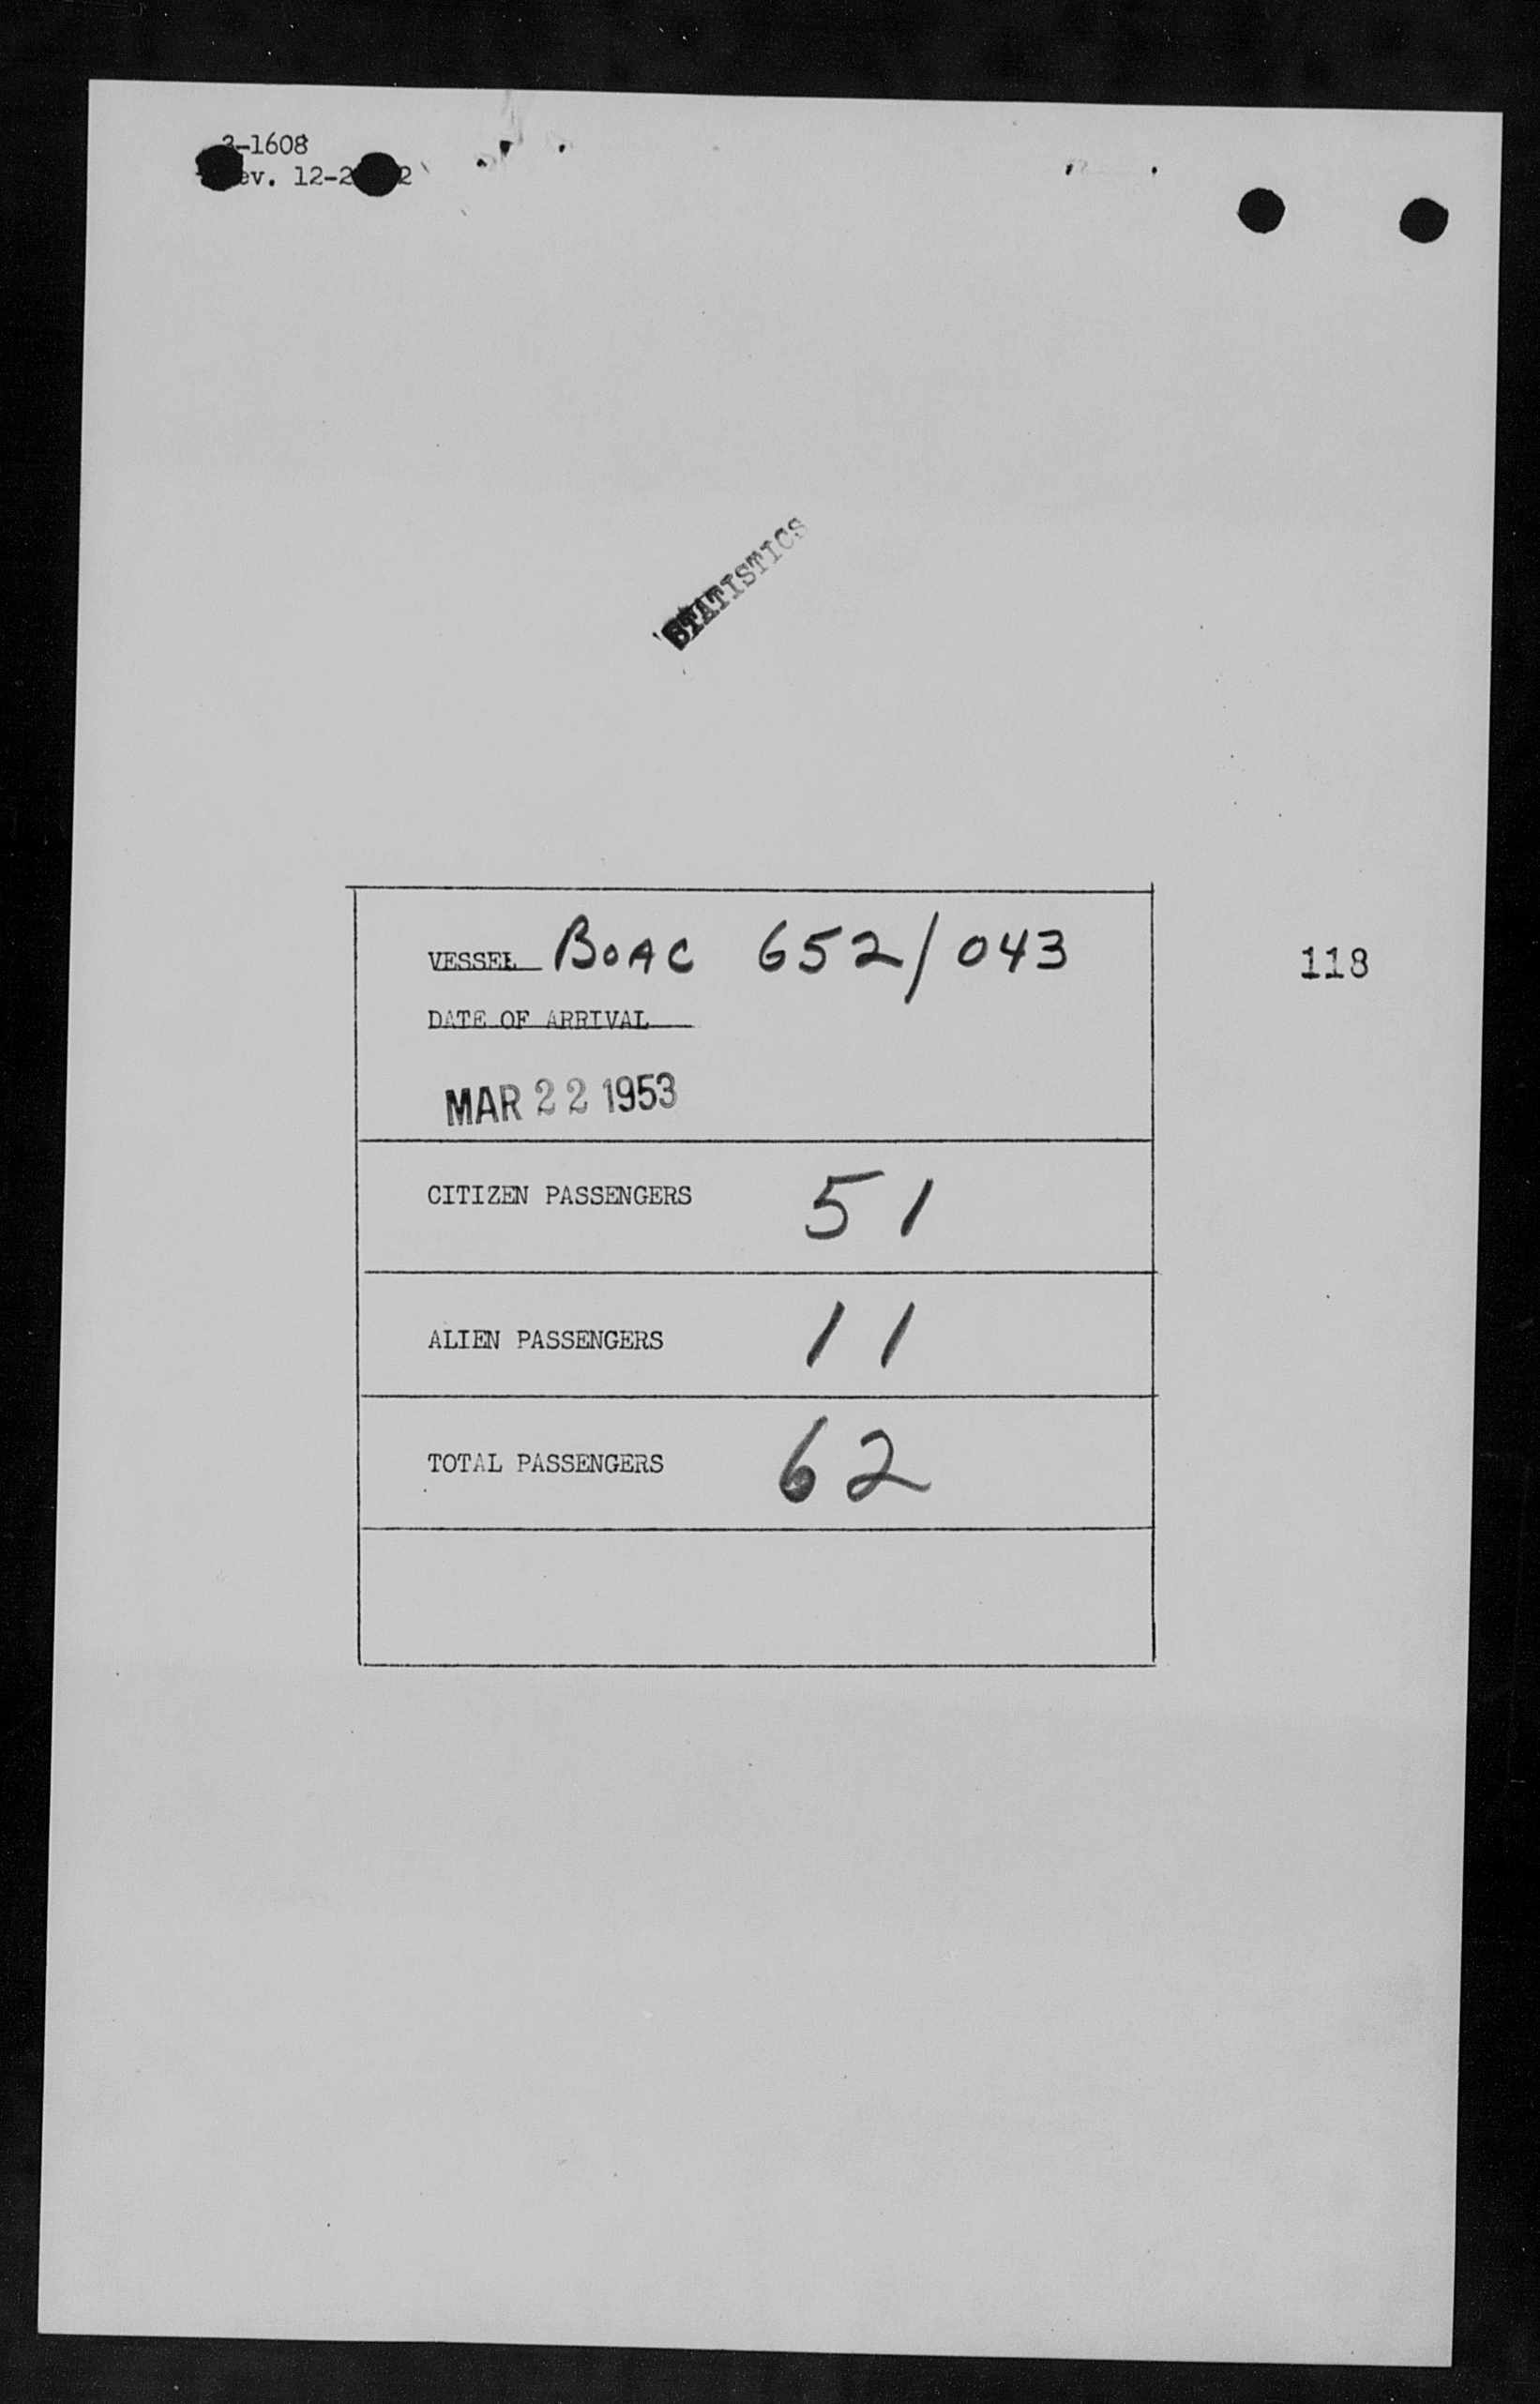 3-1608
ev. 12-2 2
STATISTICS
VESSEL BOAC 652/043
118
DATE OF ARRIVAL
MAR 22 1953
CITIZEN PASSENGERS 51
ALIEN PASSENGERS 11
TOTAL PASSENGERS 62